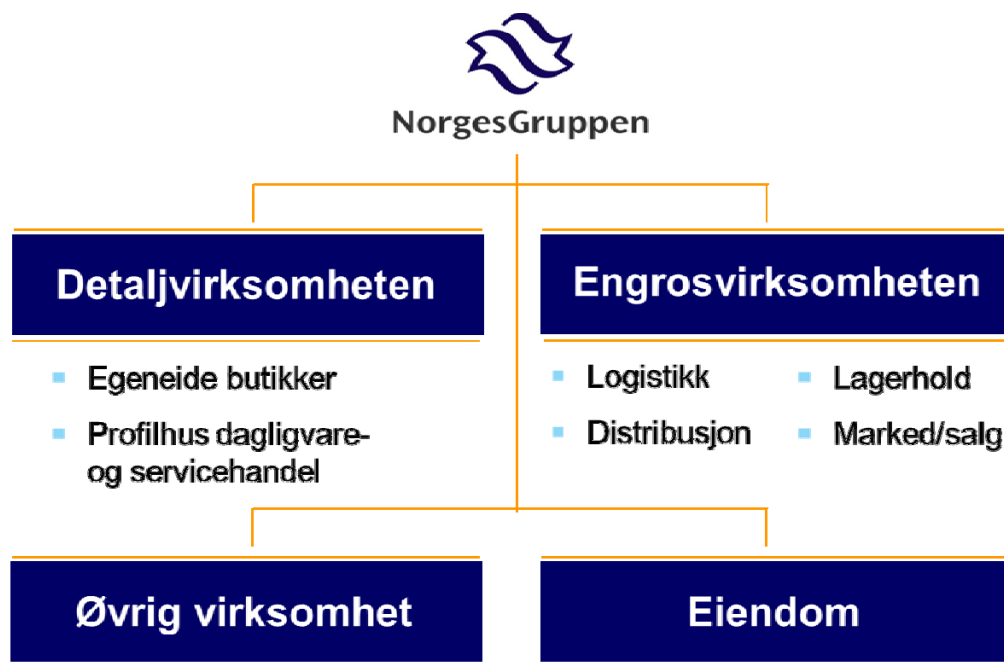 NorgesGruppen
Detaljvirksomheten
Egeneide butikker
Profilhus dagligvare-
og servicehandel
Engrosvirksomheten
Logistikk
Lagerhold
Distribusjon
Marked/salg
Øvrig virksomhet
Eiendom